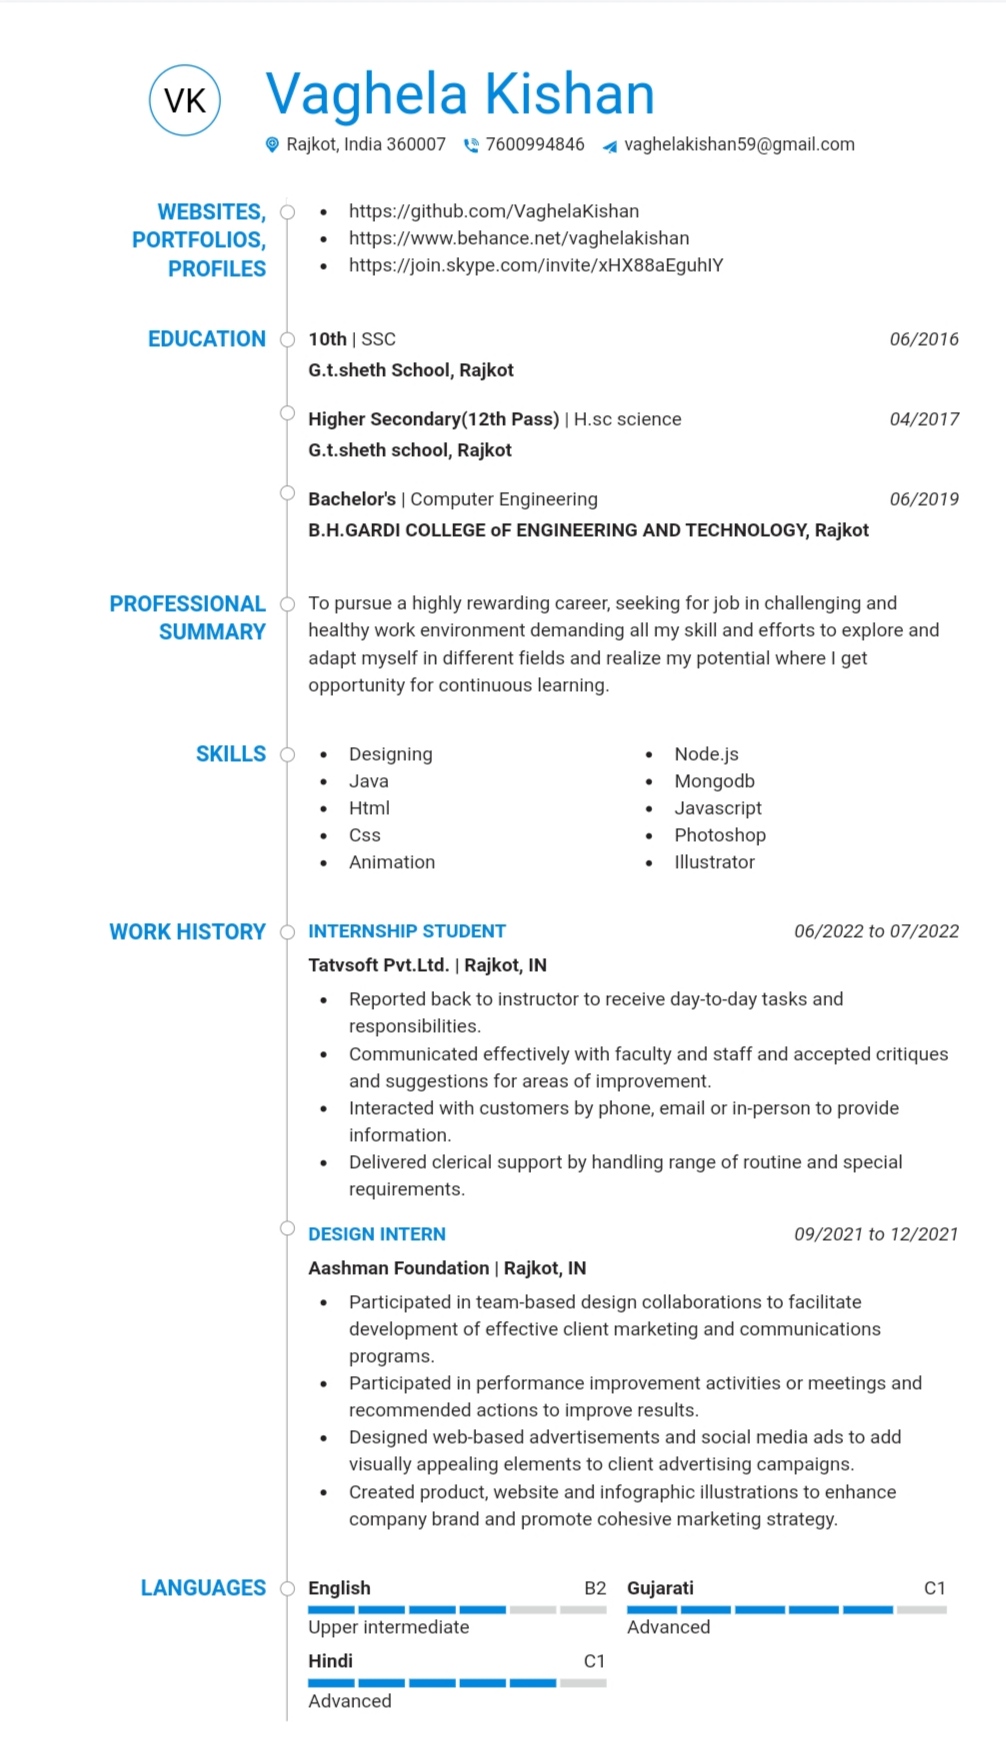 VK
Vaghela Kishan
Rajkot, India 360007 7600994846 vaghelakishan59@gmail.com
WEBSITES,
PORTFOLIOS,
PROFILES
• https://github.com/VaghelaKishan
• https://www.behance.net/vaghelakishan
• https://join.skype.com/invite/xHX88aEguhIY
EDUCATION
10th | SSC 06/2016
G.t.sheth School, Rajkot
Higher Secondary(12th Pass) | H.sc science 04/2017
G.t.sheth school, Rajkot
Bachelor's | Computer Engineering 06/2019
B.H.GARDI COLLEGE oF ENGINEERING AND TECHNOLOGY, Rajkot
PROFESSIONAL
SUMMARY
To pursue a highly rewarding career, seeking for job in challenging and
healthy work environment demanding all my skill and efforts to explore and
adapt myself in different fields and realize my potential where I get
opportunity for continuous learning.
SKILLS
• Designing
• Java
• Html
• Css
• Animation
• Node.js
• Mongodb
• Javascript
• Photoshop
• Illustrator
WORK HISTORY
INTERNSHIP STUDENT 06/2022 to 07/2022
Tatvsoft Pvt.Ltd. | Rajkot, IN
• Reported back to instructor to receive day-to-day tasks and
responsibilities.
• Communicated effectively with faculty and staff and accepted critiques
and suggestions for areas of improvement.
• Interacted with customers by phone, email or in-person to provide
information.
• Delivered clerical support by handling range of routine and special
requirements.
DESIGN INTERN 09/2021 to 12/2021
Aashman Foundation | Rajkot, IN
• Participated in team-based design collaborations to facilitate
development of effective client marketing and communications
programs.
• Participated in performance improvement activities or meetings and
recommended actions to improve results.
• Designed web-based advertisements and social media ads to add
visually appealing elements to client advertising campaigns.
• Created product, website and infographic illustrations to enhance
company brand and promote cohesive marketing strategy.
LANGUAGES
English B2
Upper intermediate
Gujarati C1
Advanced
Hindi C1
Advanced